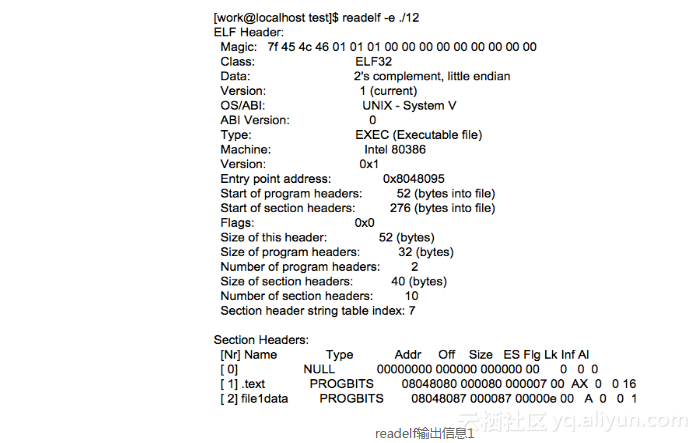 [work@localhost test]$ readelf -e ./12
ELF Header:
Magic: 7f 45 4c 46 01 01 01 00 00 00 00 00 00 00 00 00
Class: ELF32
Data: 2's complement, little endian
Version: 1 (current)
OS/ABI: UNIX - System V
ABI Version: 0
Type: EXEC (Executable file)
Machine: Intel 80386
Version: 0x1
Entry point address: 0x8048095
Start of program headers: 52 (bytes into file)
Start of section headers: 276 (bytes into file)
Flags: 0x0
Size of this header: 52 (bytes)
Size of program headers: 32 (bytes)
Number of program headers: 2
Size of section headers: 40 (bytes)
Number of section headers: 10
Section header string table index: 7
Section Headers:
[Nr] Name Type Addr Off Size ES Flg Lk Inf Al
[ 0] NULL 00000000 000000 000000 00 0 0 0
[ 1] .text PROGBITS 08048080 000080 000007 00 AX 0 0 16
[ 2] file1data PROGBITS 08048087 000087 00000e 00 A 0 0 1
云栖社区 yq.aliyun.com
readelf输出信息1